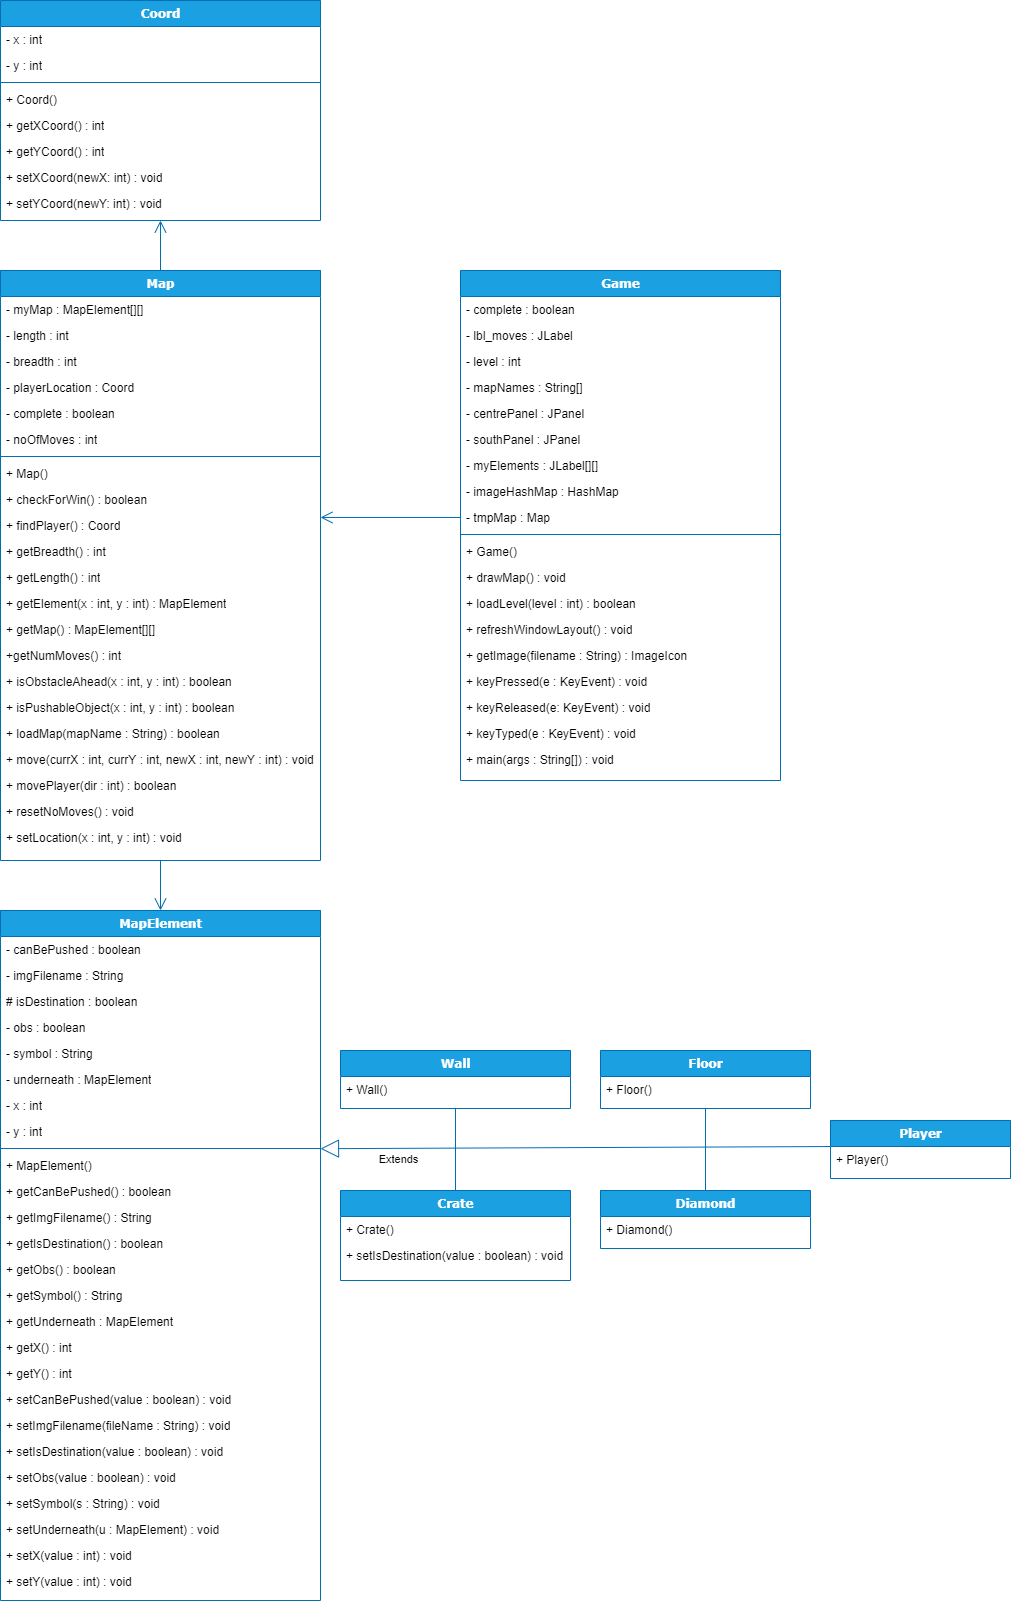 Coord
- x : int
- y : int
+ Coord()
+ getXCoord() : int
+ getYCoord() : int
+ setXCoord(newX: int) : void
+ setYCoord(newY: int) : void
Map
- myMap : MapElement[][]
- length : int
- breadth : int
- playerLocation : Coord
- complete : boolean
- noOfMoves : int
+ Map()
+ checkForWin() : boolean
+ findPlayer() : Coord
+ getBreadth() : int
+ getLength() : int
+ getElement(x : int, y : int) : MapElement
+ getMap() : MapElement[][]
+getNumMoves() : int
+ isObstacleAhead(x : int, y : int) : boolean
+ isPushableObject(x : int, y : int) : boolean
+ loadMap(mapName : String) : boolean
+ move(currX : int, currY : int, newX : int, newY : int) : void
+ movePlayer(dir : int) : boolean
+ resetNoMoves() : void
+ setLocation(x : int, y : int) : void
Game
- complete : boolean
- lbl_moves : JLabel
- level : int
- mapNames : String[]
- centrePanel : JPanel
- southPanel : JPanel
- myElements : JLabel[][]
- imageHashMap : HashMap
- tmpMap : Map
+ Game()
+ drawMap() : void
+ loadLevel(level : int) : boolean
+ refreshWindowLayout() : void
+ getImage(filename : String) : ImageIcon
+ keyPressed(e : KeyEvent) : void
+ keyReleased(e: KeyEvent) : void
+ keyTyped(e : KeyEvent) : void
+ main(args : String[]) : void
MapElement
- canBePushed : boolean
- imgFilename : String
# isDestination : boolean
- obs : boolean
- symbol : String
- underneath : MapElement
- x : int
- y : int
+ MapElement()
+ getCanBePushed() : boolean
+ getImgFilename() : String
+ getIsDestination() : boolean
+ getObs() : boolean
+ getSymbol() : String
+ getUnderneath : MapElement
+ getX() : int
+ getY() : int
+ setCanBePushed(value : boolean) : void
+ setImgFilename(fileName : String) : void
+ setIsDestination(value : boolean) : void
+ setObs(value : boolean) : void
+ setSymbol(s : String) : void
+ setUnderneath(u : MapElement) : void
+ setX(value : int) : void
+ setY(value : int) : void
Wall
+ Wall()
Floor
+ Floor()
Extends
Player
+ Player()
Crate
+ Crate()
+ setIsDestination(value : boolean) : void
Diamond
+ Diamond()